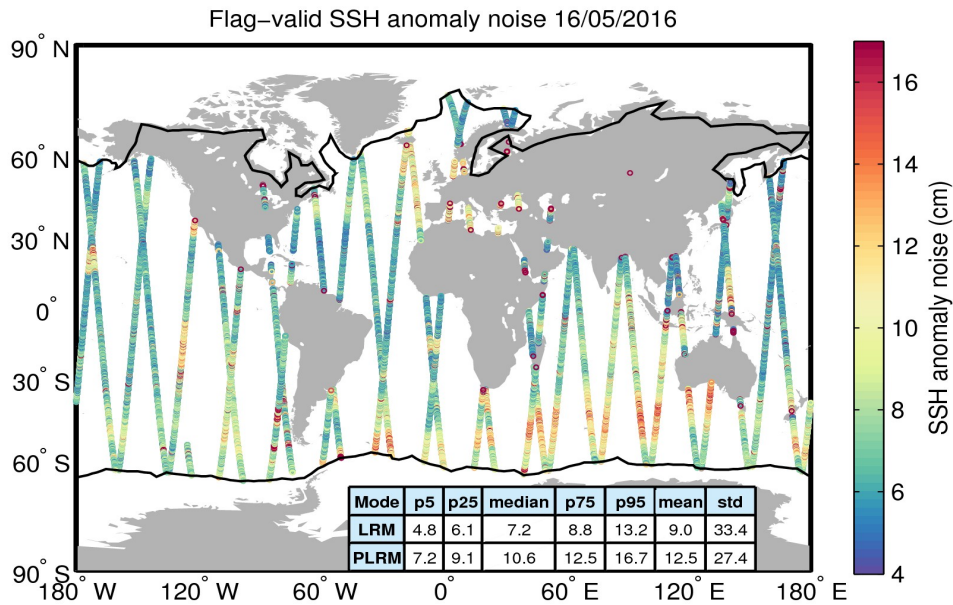 Flag−valid SSH anomaly noise 16/05/2016
90° N
60° N
30° N
0°
30° S
60° S
90° S
180° W
120° W
60° W
0°
60° E
120° E
180° E
Mode p5 p25 median p75 p95 mean std
LRM 4.8 6.1 7.2 8.8 13.2 9.0 33.4
PLRM 7.2 9.1 10.6 12.5 16.7 12.5 27.4
16
14
12
10
8
6
4
SSH anomaly noise (cm)